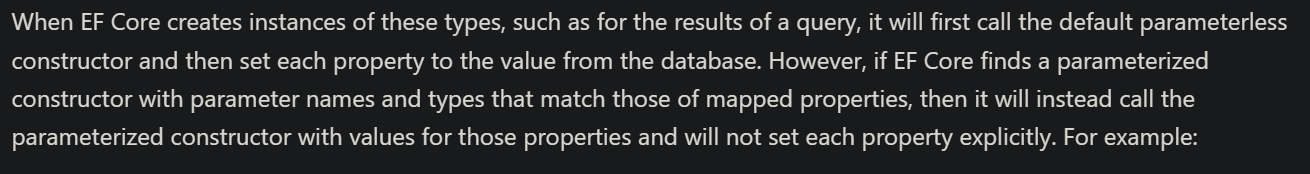 When EF Core creates instances of these types, such as for the results of a query, it will first call the default parameterless
constructor and then set each property to the value from the database. However, if EF Core finds a parameterized
constructor with parameter names and types that match those of mapped properties, then it will instead call the
parameterized constructor with values for those properties and will not set each property explicitly. For example: